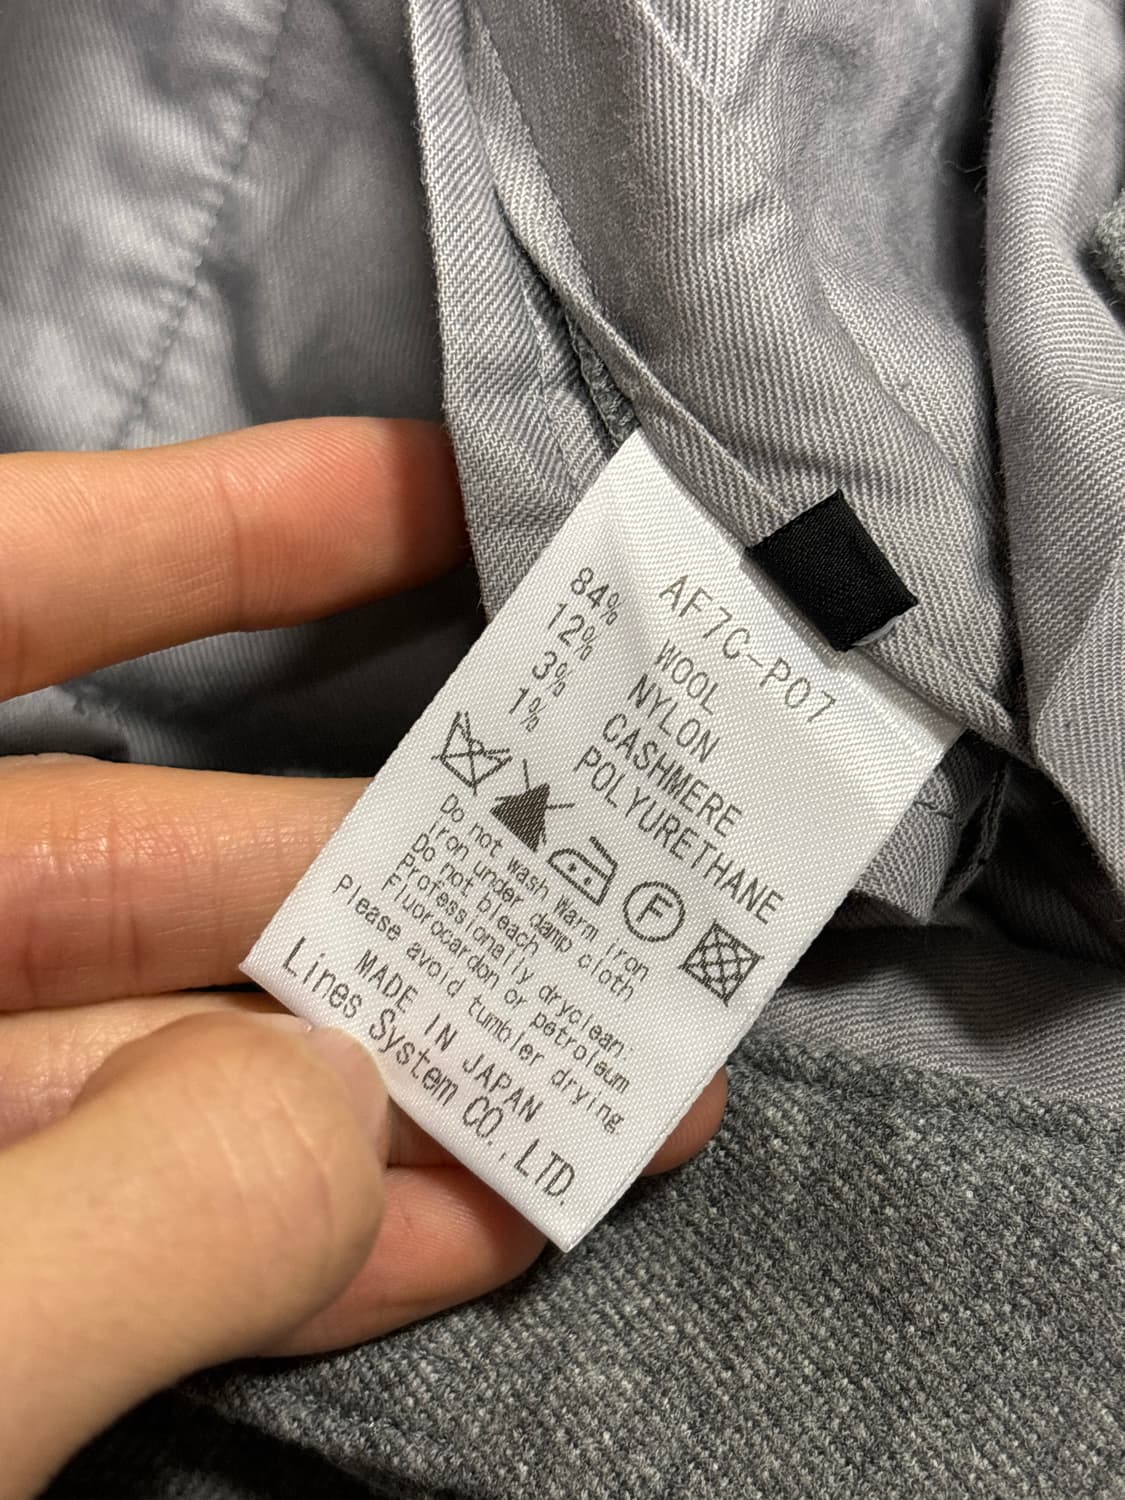 AF7C-P07
84% WOOL
12% NYLON
3% CASHMERE
1% POLYURETHANE
F
Do not wash Warm iron
iron under damp cloth
Do not bleach
Professionally dryclean:
Fluorocardon or petroleum
Please avoid tumbler drying.
MADE IN JAPAN
Lines System CO.,LTD.